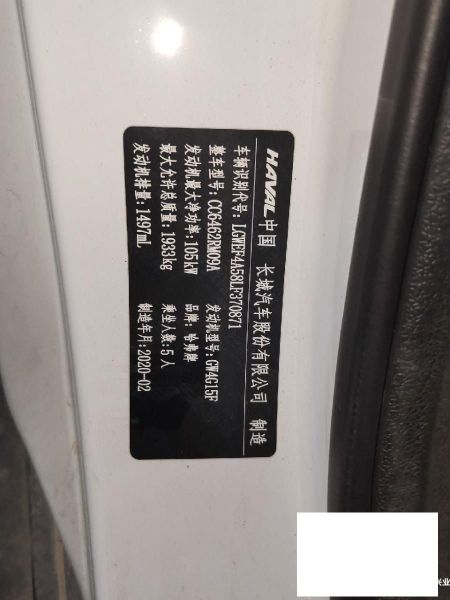 HAVAL 中国 长城汽车股份有限公司 制造
车辆识别代号: LGWEF4A58LF370871
整车型号: CC6462RM09A 发动机型号: GW4G15F
发动机最大净功率: 105kW 品牌: 哈弗牌
最大允许总质量: 1933kg 乘坐人数: 5人
发动机排量: 1497mL 制造年月: 2020-02